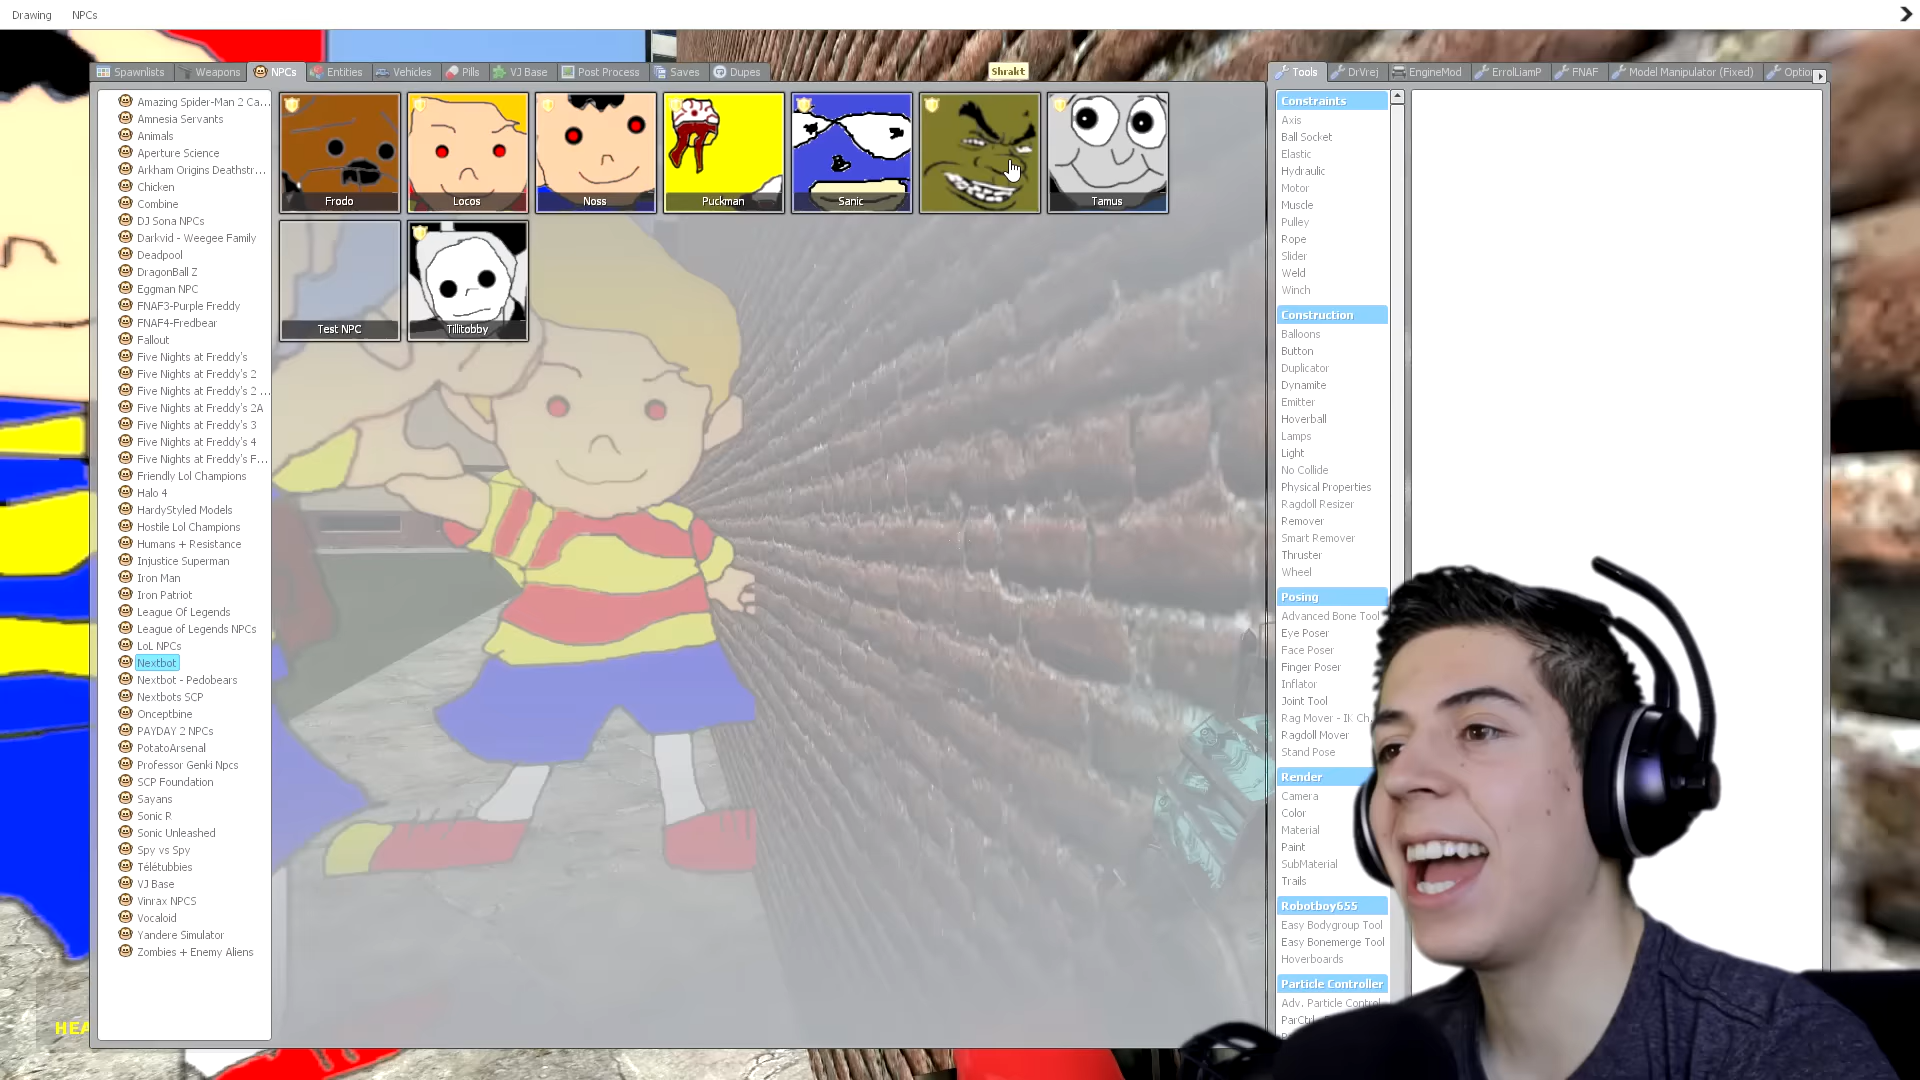 Drawing NPCs
Spawnlists Weapons NPCs Entities Vehicles Pills VJ Base Post Process Saves Dupes
Shrakt
Tools DrVrej EngineMod ErrolLiamP FNAF Model Manipulator (Fixed) Optio
Amazing Spider-Man 2 Ca...
Amnesia Servants
Animals
Aperture Science
Arkham Origins Deathstr...
Chicken
Combine
DJ Sona NPCs
Darkvid - Weegee Family
Deadpool
DragonBall Z
Eggman NPC
FNAF3-Purple Freddy
FNAF4-Fredbear
Fallout
Five Nights at Freddy's
Five Nights at Freddy's 2
Five Nights at Freddy's 2 ...
Five Nights at Freddy's 2A
Five Nights at Freddy's 3
Five Nights at Freddy's 4
Five Nights at Freddy's F...
Friendly Lol Champions
Halo 4
HardyStyled Models
Hostile Lol Champions
Humans + Resistance
Injustice Superman
Iron Man
Iron Patriot
League Of Legends
League of Legends NPCs
LoL NPCs
Nextbot
Nextbot - Pedobears
Nextbots SCP
Onceptbine
PAYDAY 2 NPCs
PotatoArsenal
Professor Genki Npcs
SCP Foundation
Sayans
Sonic R
Sonic Unleashed
Spy vs Spy
Télétubbies
VJ Base
Vinrax NPCS
Vocaloid
Yandere Simulator
Zombies + Enemy Aliens
Frodo Locos Noss Puckman Sanic Tamus
Test NPC Tillitobby
Constraints
Axis
Ball Socket
Elastic
Hydraulic
Motor
Muscle
Pulley
Rope
Slider
Weld
Winch
Construction
Balloons
Button
Duplicator
Dynamite
Emitter
Hoverball
Lamps
Light
No Collide
Physical Properties
Ragdoll Resizer
Remover
Smart Remover
Thruster
Wheel
Posing
Advanced Bone Tool
Eye Poser
Face Poser
Finger Poser
Inflator
Joint Tool
Rag Mover - IK Ch
Ragdoll Mover
Stand Pose
Render
Camera
Color
Material
Paint
SubMaterial
Trails
Robotboy655
Easy Bodygroup Tool
Easy Bonemerge Tool
Hoverboards
Particle Controller
Adv. Particle Control
ParCtrl
HEA